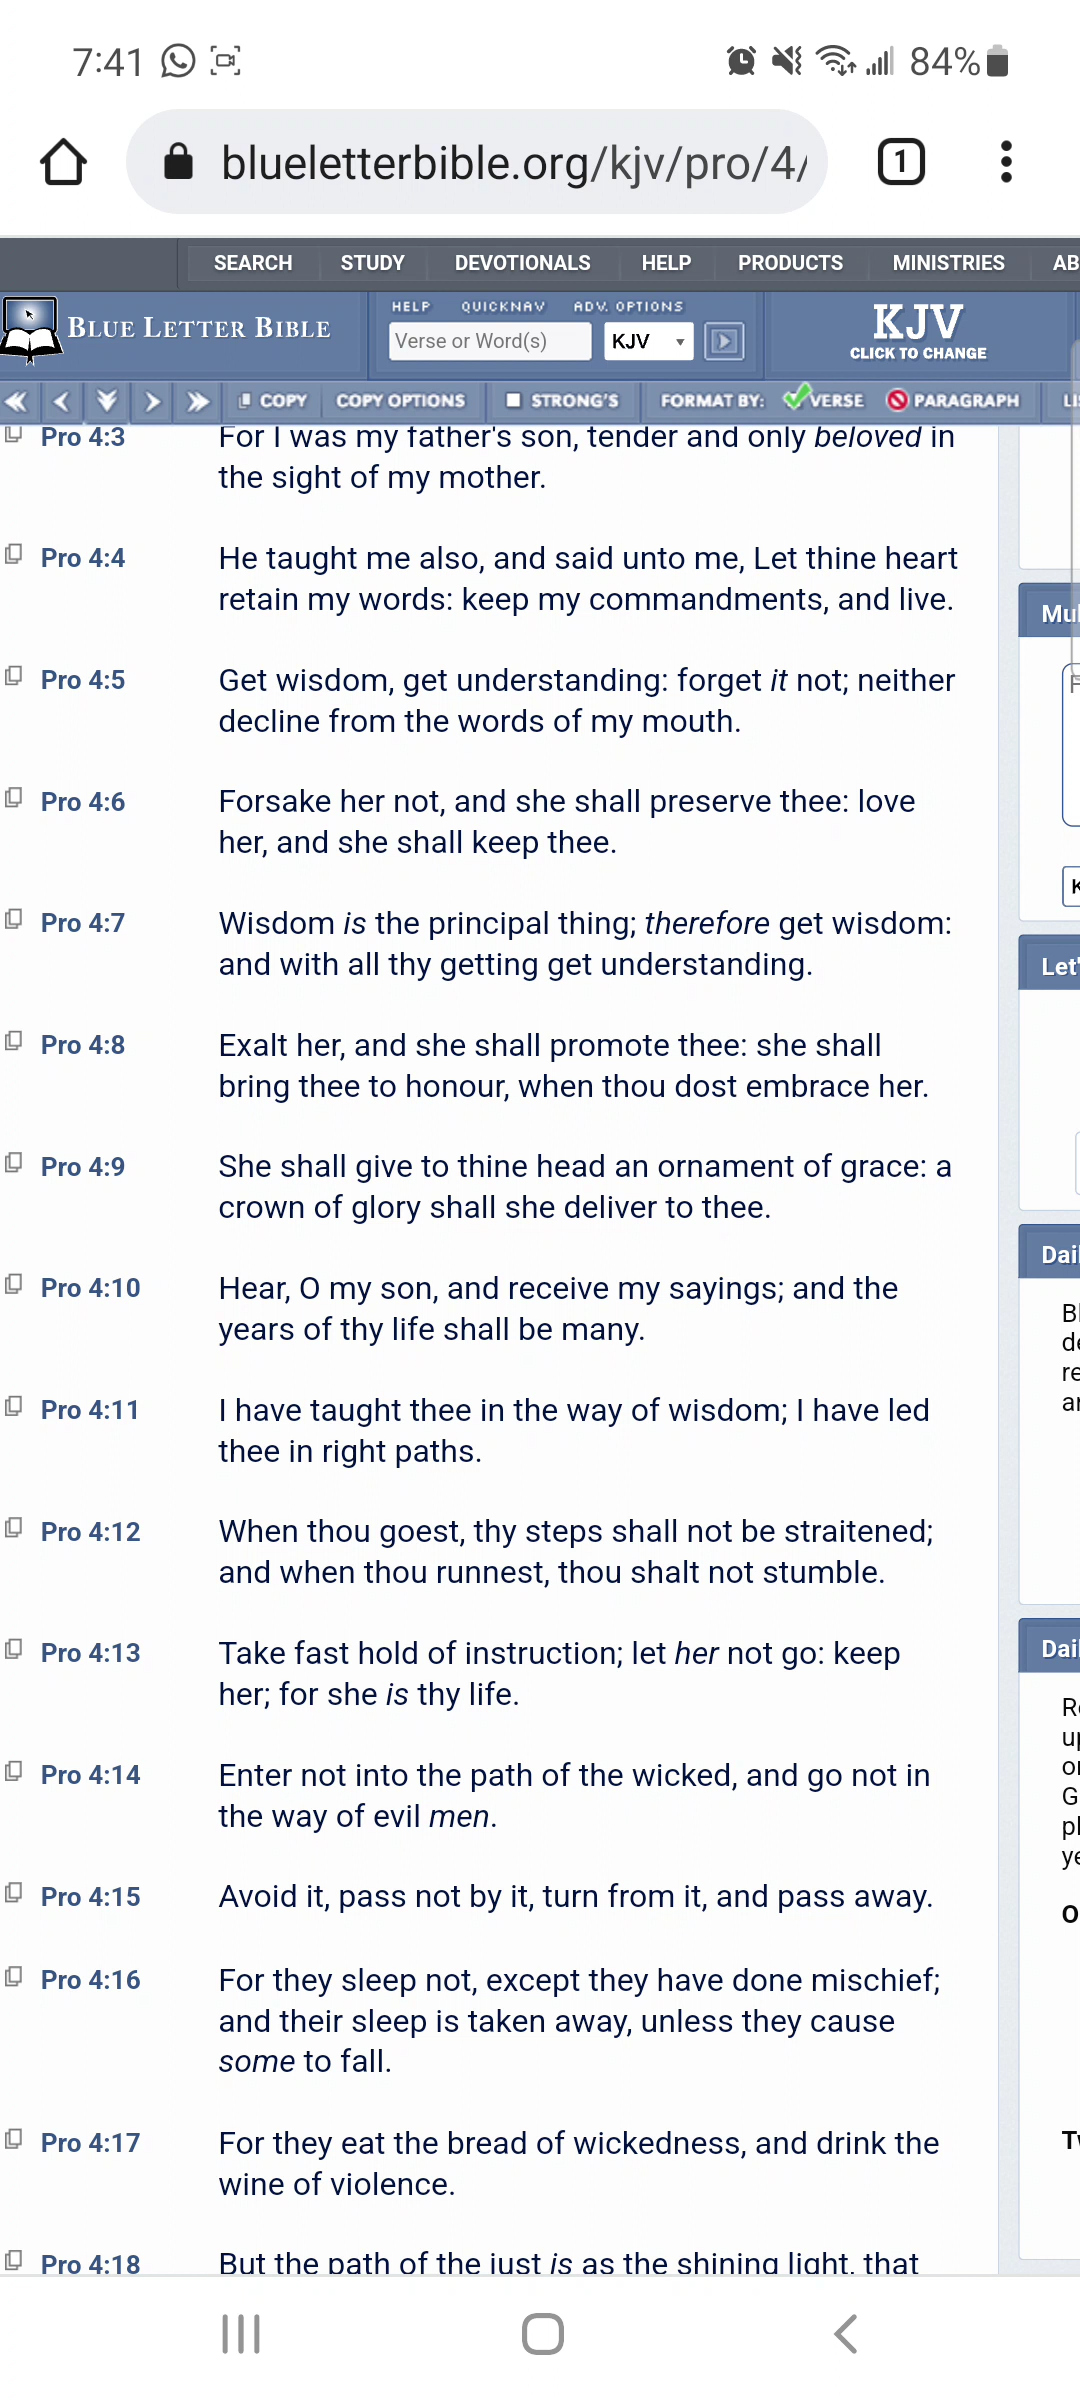 7:41 84%
blueletterbible.org/kjv/pro/4/ 1
SEARCH STUDY DEVOTIONALS HELP PRODUCTS MINISTRIES AB
HELP QUICKNAV ADV. OPTIONS
BLUE LETTER BIBLE Verse or Word(s) KJV KJV
CLICK TO CHANGE
COPY COPY OPTIONS STRONG'S FORMAT BY: VERSE PARAGRAPH LI
Pro 4:3 For I was my father's son, tender and only beloved in
the sight of my mother.
Pro 4:4 He taught me also, and said unto me, Let thine heart
retain my words: keep my commandments, and live.
Mul
Pro 4:5 Get wisdom, get understanding: forget it not; neither
decline from the words of my mouth.
Pro 4:6 Forsake her not, and she shall preserve thee: love
her, and she shall keep thee.
K
Pro 4:7 Wisdom is the principal thing; therefore get wisdom:
and with all thy getting get understanding.
Let'
Pro 4:8 Exalt her, and she shall promote thee: she shall
bring thee to honour, when thou dost embrace her.
Pro 4:9 She shall give to thine head an ornament of grace: a
crown of glory shall she deliver to thee.
Dail
Pro 4:10 Hear, O my son, and receive my sayings; and the
years of thy life shall be many.
Bl
de
re
ar
Pro 4:11 I have taught thee in the way of wisdom; I have led
thee in right paths.
Pro 4:12 When thou goest, thy steps shall not be straitened;
and when thou runnest, thou shalt not stumble.
Pro 4:13 Take fast hold of instruction; let her not go: keep
her; for she is thy life.
Dail
Re
up
or
G
pl
ye
Pro 4:14 Enter not into the path of the wicked, and go not in
the way of evil men.
Pro 4:15 Avoid it, pass not by it, turn from it, and pass away.
O
Pro 4:16 For they sleep not, except they have done mischief;
and their sleep is taken away, unless they cause
some to fall.
Pro 4:17 For they eat the bread of wickedness, and drink the
wine of violence.
Tw
Pro 4:18 But the path of the just is as the shining light, that